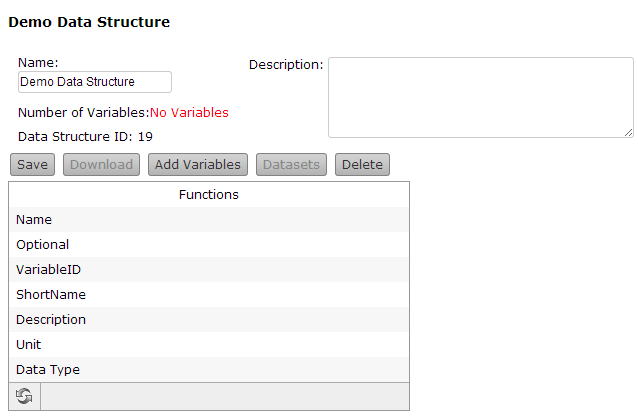 Demo Data Structure
Name:
Description:
Demo Data Structure
Number of Variables:No Variables
Data Structure ID: 19
Save Download Add Variables Datasets Delete
Functions
Name
Optional
VariableID
ShortName
Description
Unit
Data Type